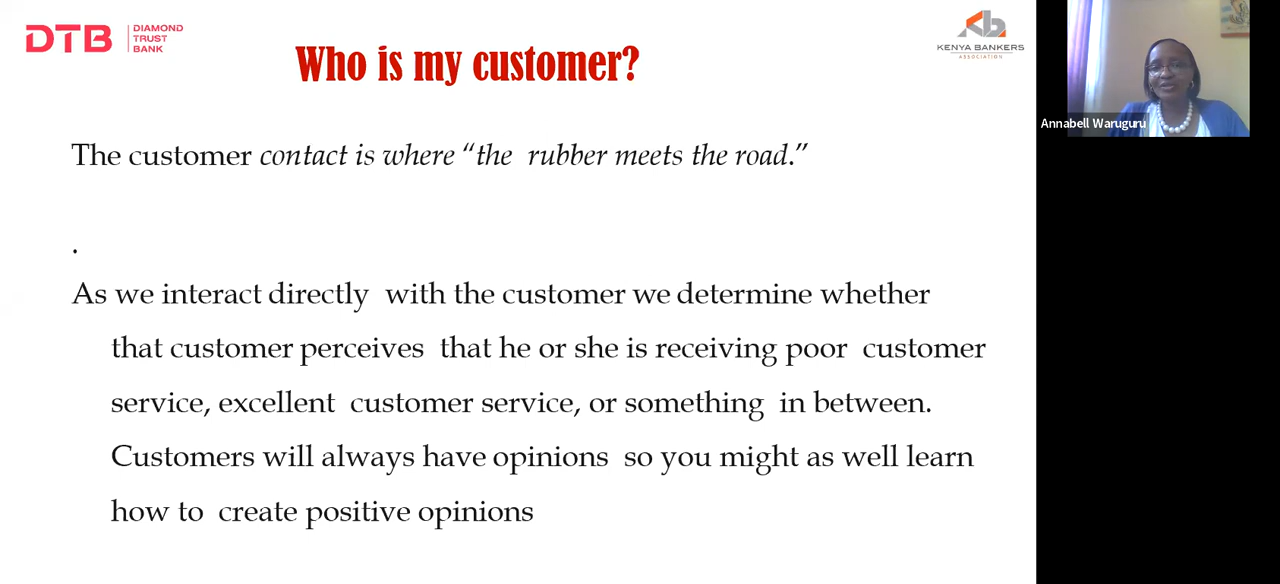 DTB
DIAMOND
TRUST
BANK
Who is my customer?
KENYA BANKERS
ASSOCIATION
Annabell Waruguru
The customer contact is where “the rubber meets the road.”
.
As we interact directly with the customer we determine whether
that customer perceives that he or she is receiving poor customer
service, excellent customer service, or something in between.
Customers will always have opinions so you might as well learn
how to create positive opinions